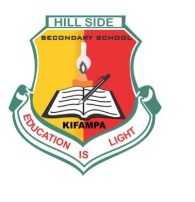 HILL SIDE
SECONDARY SCHOOL
KIFAMPA
EDUCATION IS LIGHT